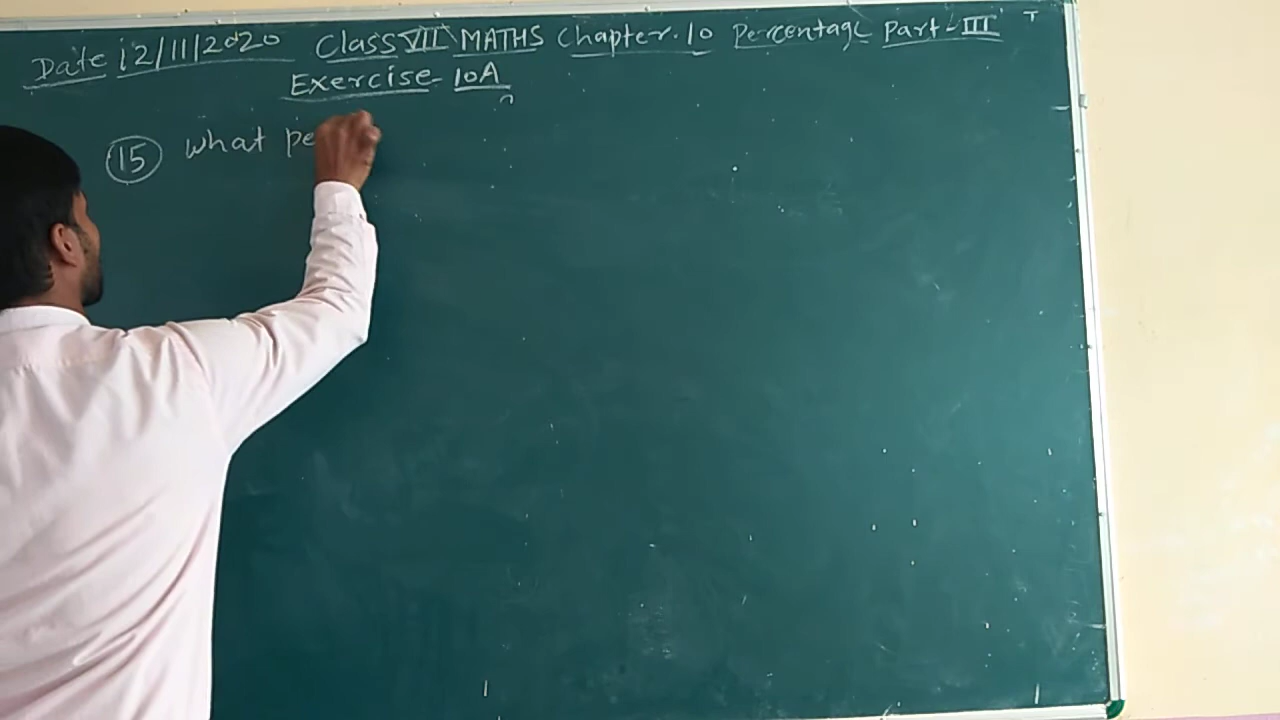 Date 12/11/2020 Class VII MATHS Chapter.10 Percentage Part-III
Exercise-10A
15 what pe